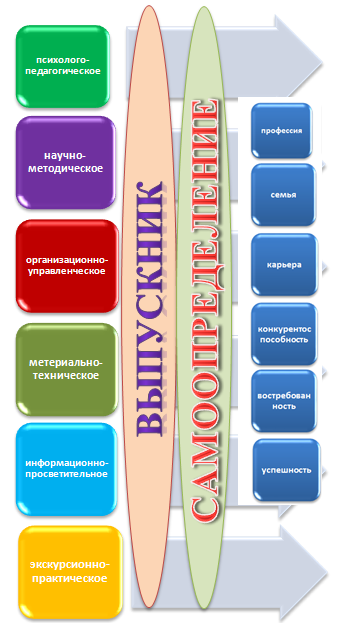 психолого-
педагогическое
научно-
методическое
организационно-
управленческое
метериально-
техническое
информационно-
просветительное
экскурсионно-
практическое
ВЫПУСКНИК
САМООПРЕДЕЛЕНИЕ
профессия
семья
карьера
конкурентос
пособность
востребован
ность
успешность